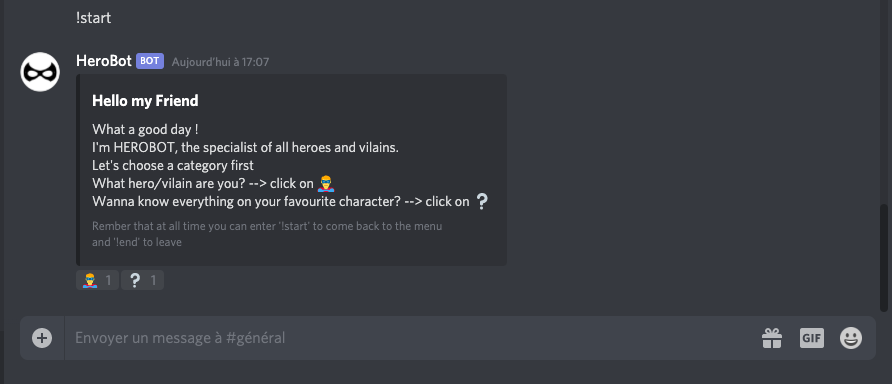 !start
HeroBot BOT Aujourd'hui à 17:07
Hello my Friend
What a good day !
I'm HEROBOT, the specialist of all heroes and vilains.
Let's choose a category first
What hero/vilain are you? --> click on 🦸‍♂️
Wanna know everything on your favourite character? --> click on ❔
Rember that at all time you can enter '!start' to come back to the menu
and '!end' to leave
🦸‍♂️ 1 ❔ 1
Envoyer un message à #général
GIF